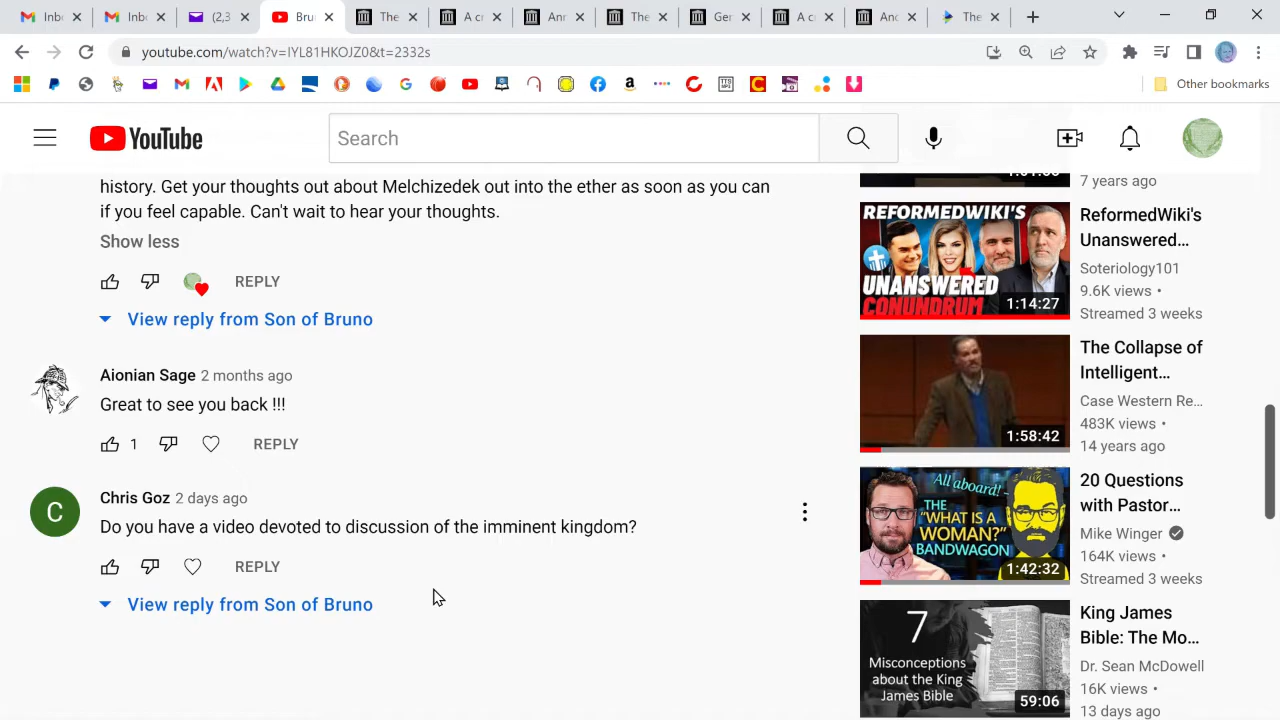 Inb
Inb
(2,3
Bru
The
A c
Ann
The
Ger
A c
Anc
The
youtube.com/watch?v=IYL81HKOJZ0&t=2332s
Other bookmarks
YouTube
Search
history. Get your thoughts out about Melchizedek out into the ether as soon as you can
if you feel capable. Can't wait to hear your thoughts.
Show less
REPLY
View reply from Son of Bruno
Aionian Sage 2 months ago
Great to see you back !!!
1 REPLY
C
Chris Goz 2 days ago
Do you have a video devoted to discussion of the imminent kingdom?
REPLY
View reply from Son of Bruno
7 years ago
REFORMEDWIKI'S
UNANSWERED
CONUNDRUM
1:14:27
ReformedWiki's
Unanswered...
Soteriology101
9.6K views •
Streamed 3 weeks
1:58:42
The Collapse of
Intelligent...
Case Western Re...
483K views •
14 years ago
All aboard!
THE
"WHAT IS A
WOMAN?"
BANDWAGON
1:42:32
20 Questions
with Pastor...
Mike Winger
164K views •
Streamed 3 weeks
7
Misconceptions
about the King
James Bible
59:06
King James
Bible: The Mo...
Dr. Sean McDowell
16K views •
13 days ago